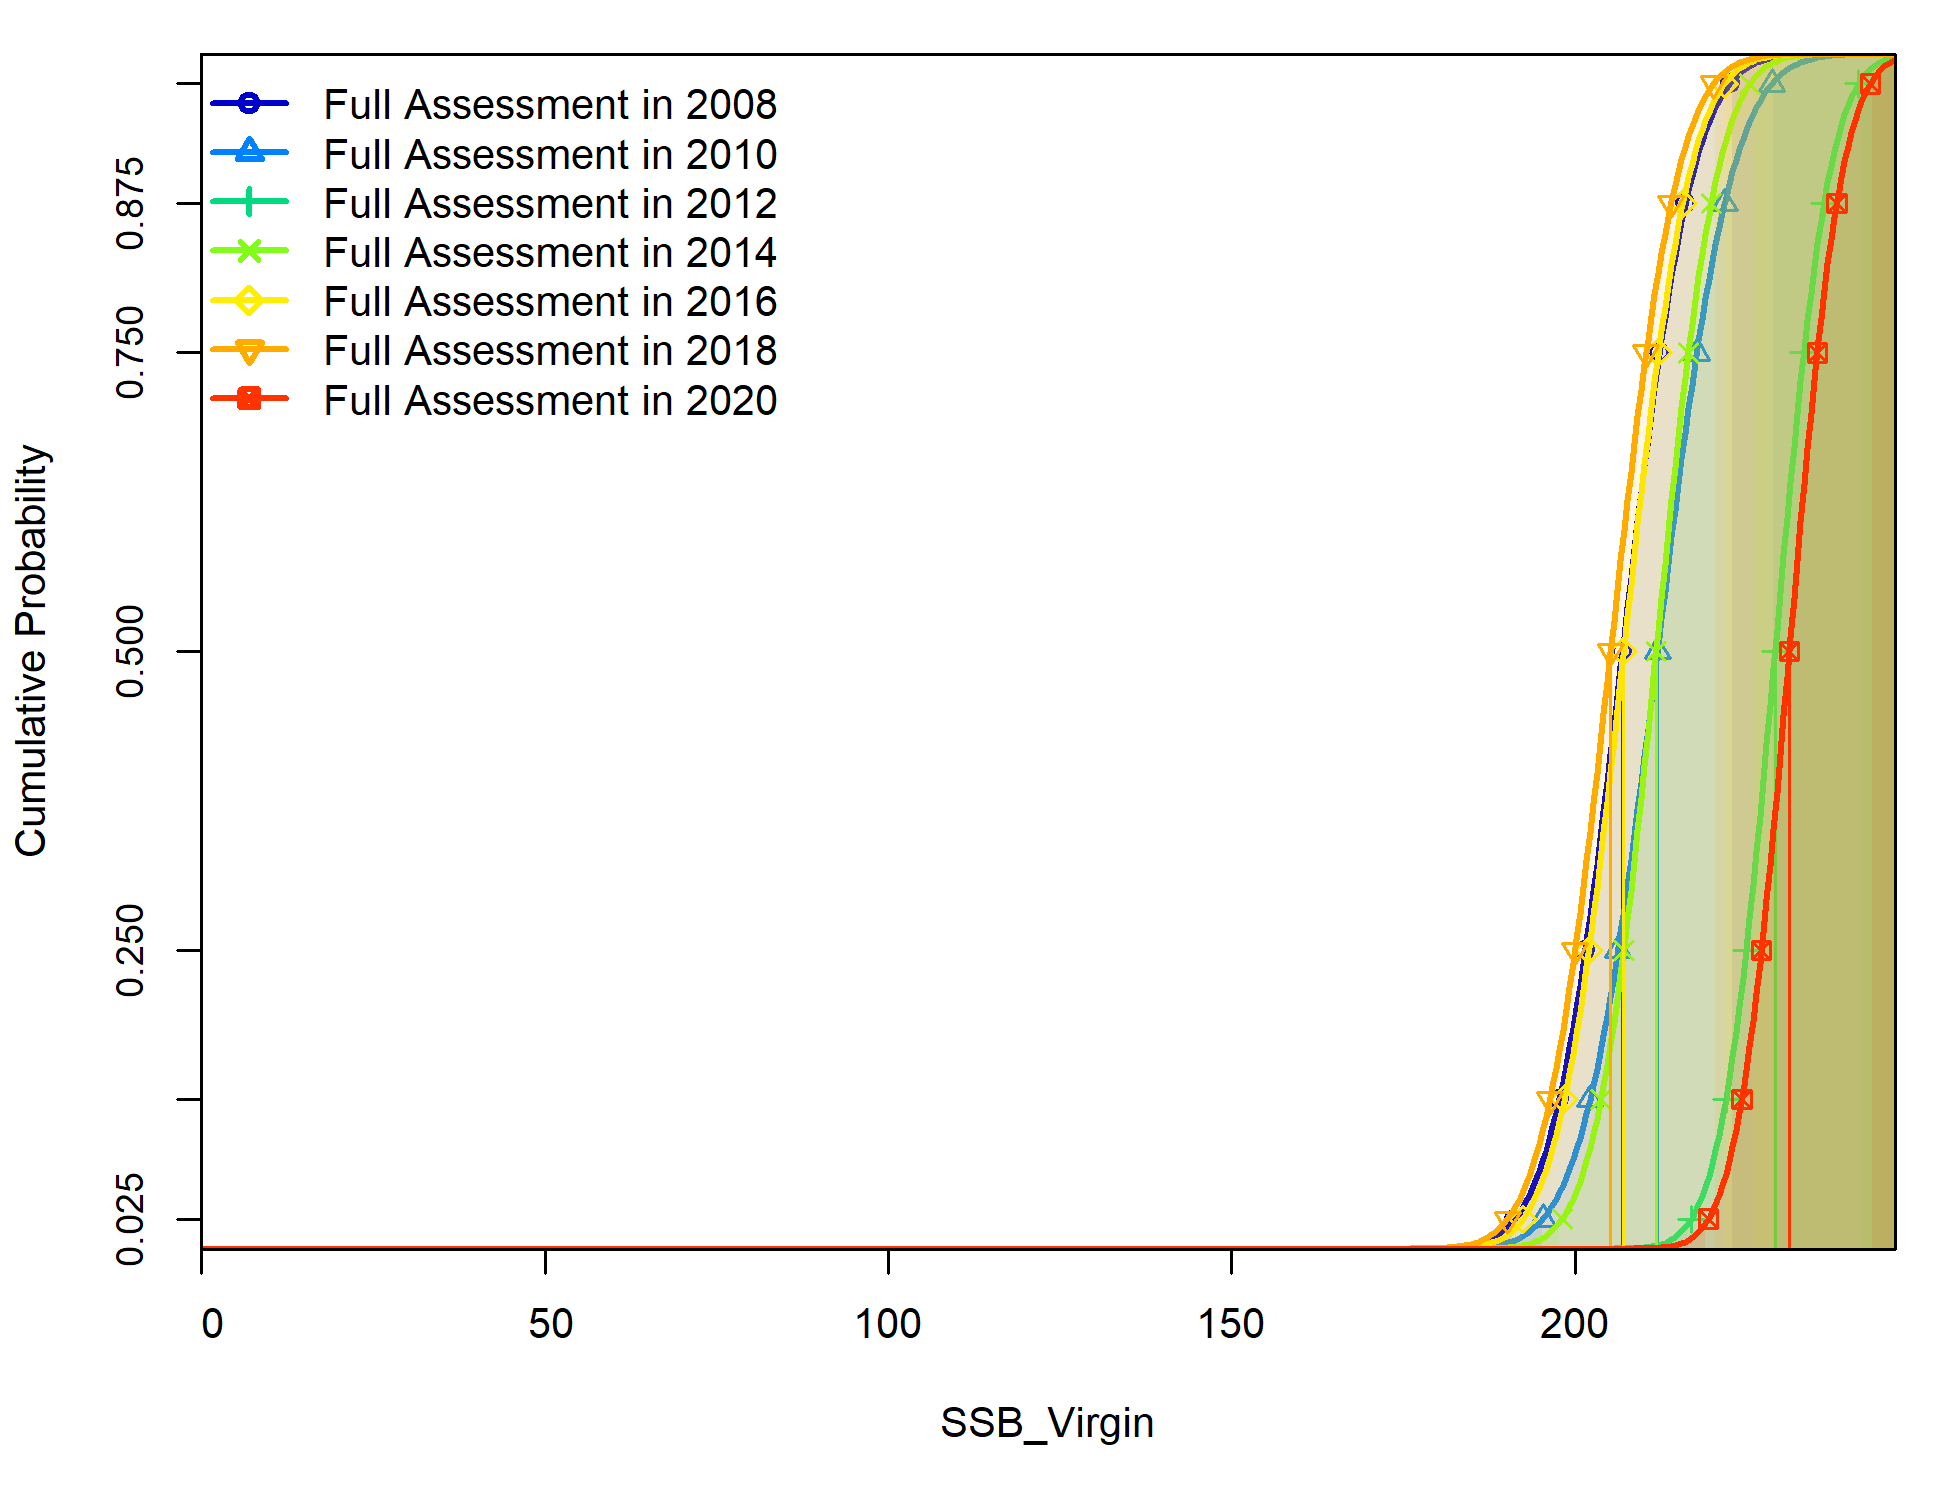 Full Assessment in 2008
Full Assessment in 2010
Full Assessment in 2012
Full Assessment in 2014
Full Assessment in 2016
Full Assessment in 2018
Full Assessment in 2020
Cumulative Probability
0.875
0.750
0.500
0.250
0.025
0
50
100
150
200
SSB_Virgin